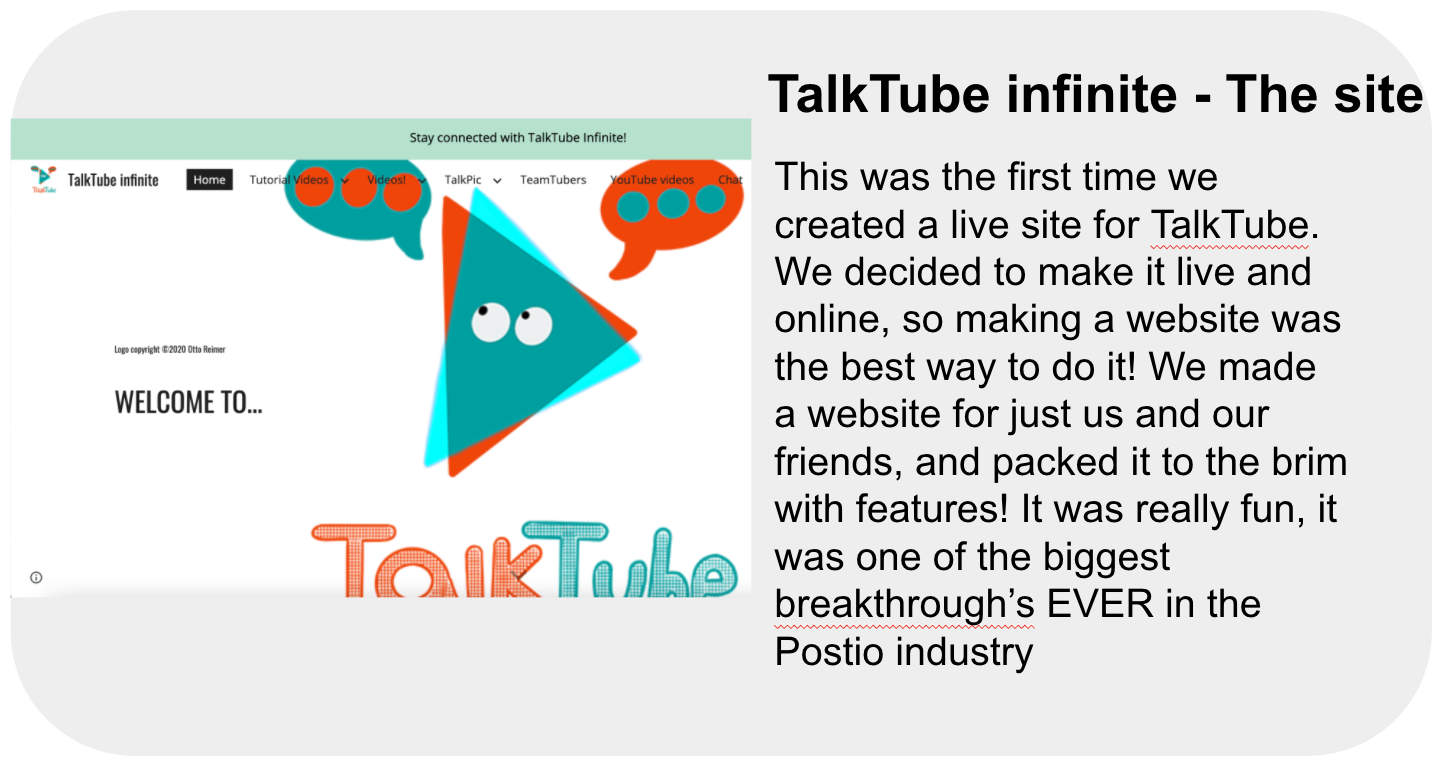 TalkTube infinite - The site
Stay connected with TalkTube Infinite!
TalkTube
TalkTube infinite
Home
Tutorial Videos
Videos!
TalkPic
TeamTubers
YouTube videos
Chat
Logo copyright ©2020 Otto Reimer
WELCOME TO...
TalkTube
This was the first time we
created a live site for TalkTube.
We decided to make it live and
online, so making a website was
the best way to do it! We made
a website for just us and our
friends, and packed it to the brim
with features! It was really fun, it
was one of the biggest
breakthrough’s EVER in the
Postio industry